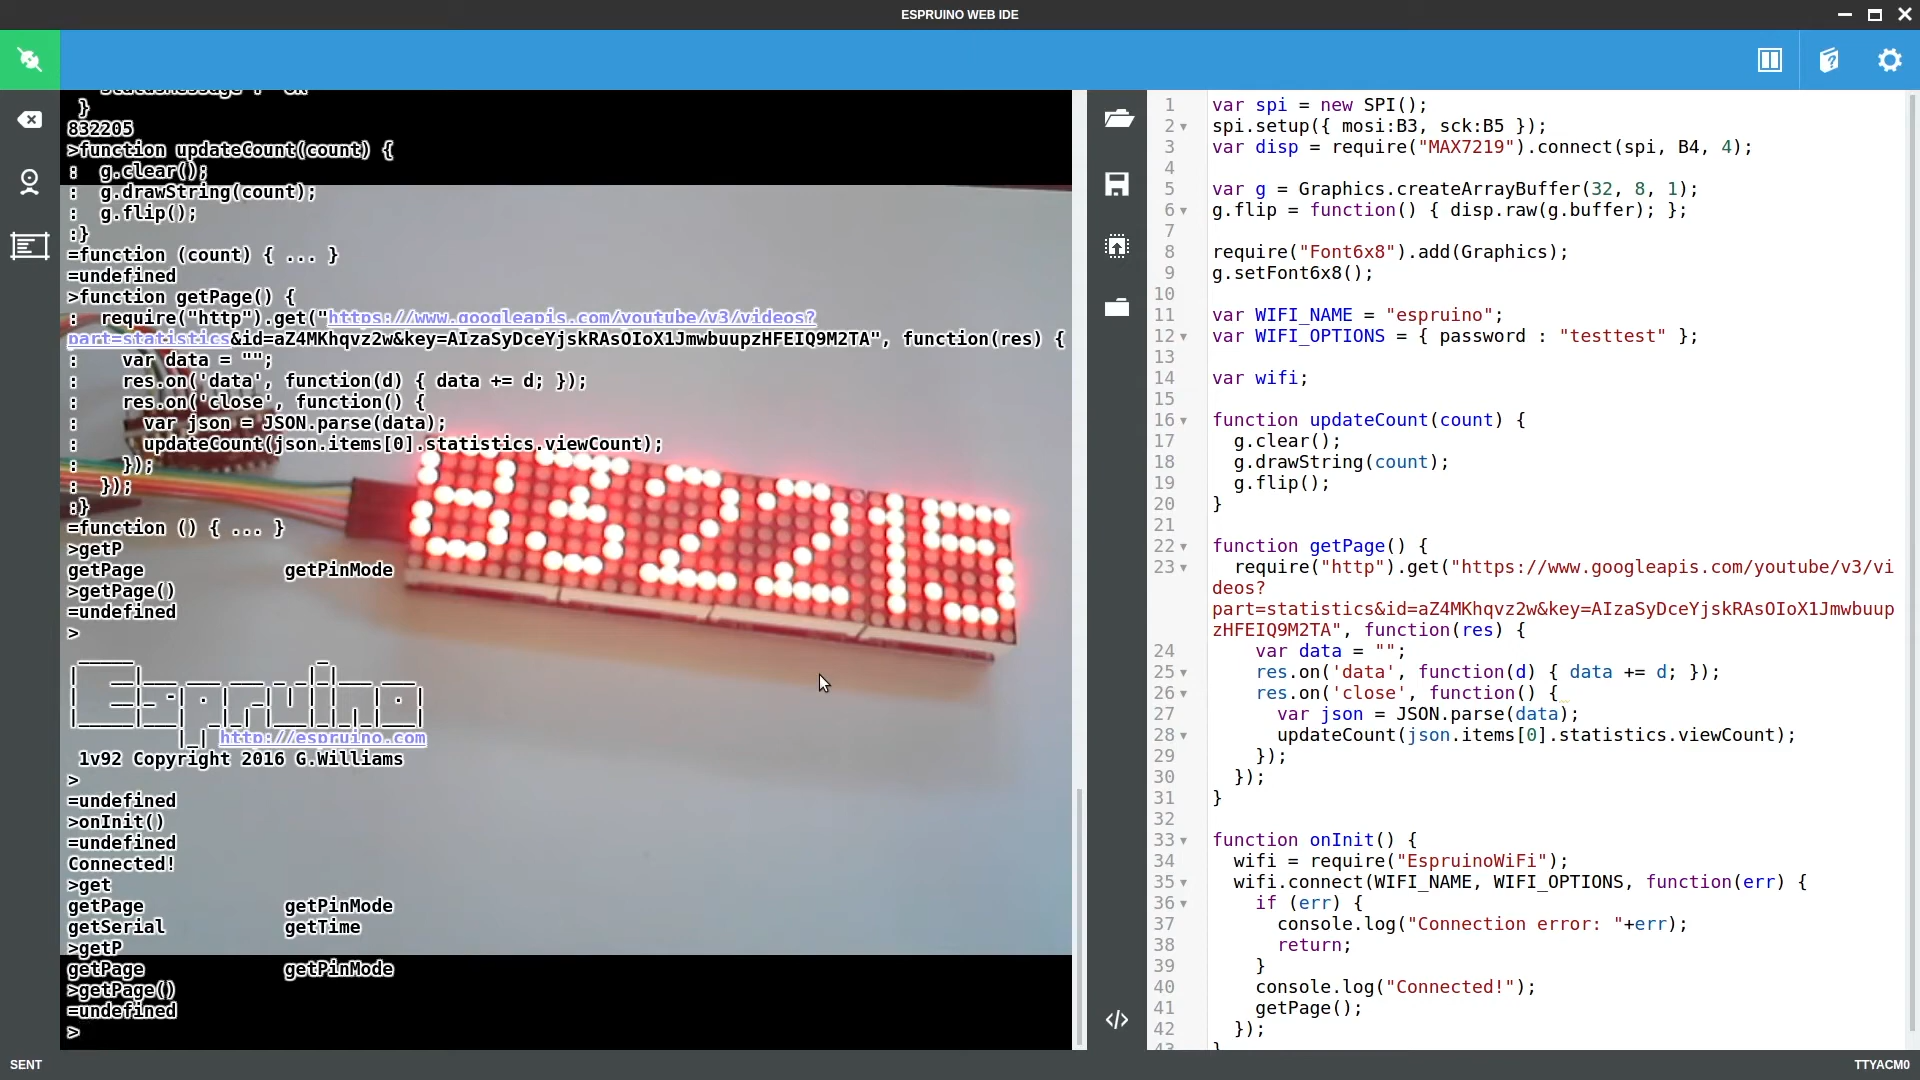 ESPRUINO WEB IDE
}
832205
>function updateCount(count) {
:  g.clear();
:  g.drawString(count);
:  g.flip();
:}
=function (count) { ... }
=undefined
>function getPage() {
:  require("http").get("https://www.googleapis.com/youtube/v3/videos?
part=statistics&id=aZ4MKhqvz2w&key=AIzaSyDceYjskRAsOIoX1JmwbuupzHFEIQ9M2TA", function(res) {
:    var data = "";
:    res.on('data', function(d) { data += d; });
:    res.on('close', function() {
:      var json = JSON.parse(data);
:      updateCount(json.items[0].statistics.viewCount);
:    });
:  });
:}
=function () { ... }
>getP
getPage             getPinMode
>getPage()
=undefined
>
832215
http://espruino.com
1v92 Copyright 2016 G.Williams
>
=undefined
>onInit()
=undefined
Connected!
>get
getPage             getPinMode
getSerial           getTime
>getP
getPage             getPinMode
>getPage()
=undefined
>
1 var spi = new SPI();
2 spi.setup({ mosi:B3, sck:B5 });
3 var disp = require("MAX7219").connect(spi, B4, 4);
4
5 var g = Graphics.createArrayBuffer(32, 8, 1);
6 g.flip = function() { disp.raw(g.buffer); };
7
8 require("Font6x8").add(Graphics);
9 g.setFont6x8();
10
11 var WIFI_NAME = "espruino";
12 var WIFI_OPTIONS = { password : "testtest" };
13
14 var wifi;
15
16 function updateCount(count) {
17   g.clear();
18   g.drawString(count);
19   g.flip();
20 }
21
22 function getPage() {
23   require("http").get("https://www.googleapis.com/youtube/v3/vi
deos?
part=statistics&id=aZ4MKhqvz2w&key=AIzaSyDceYjskRAsOIoX1Jmwbuup
zHFEIQ9M2TA", function(res) {
24     var data = "";
25     res.on('data', function(d) { data += d; });
26     res.on('close', function() {
27       var json = JSON.parse(data);
28       updateCount(json.items[0].statistics.viewCount);
29     });
30   });
31 }
32
33 function onInit() {
34   wifi = require("EspruinoWiFi");
35   wifi.connect(WIFI_NAME, WIFI_OPTIONS, function(err) {
36     if (err) {
37       console.log("Connection error: "+err);
38       return;
39     }
40     console.log("Connected!");
41     getPage();
42   });
43 }
SENT
TTYACM0